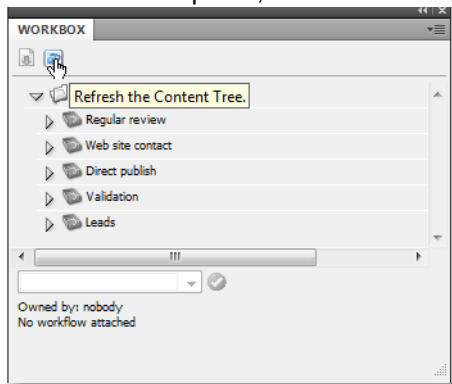 WORKBOX
Refresh the Content Tree.
Regular review
Web site contact
Direct publish
Validation
Leads
Owned by: nobody
No workflow attached